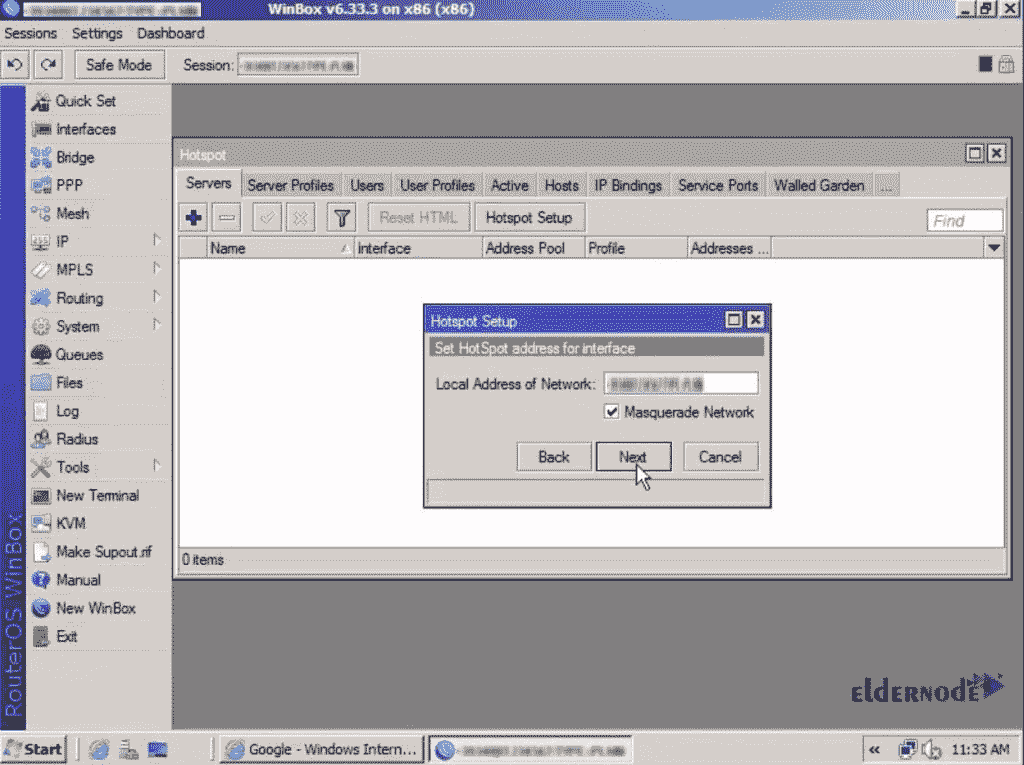 WinBox v6.33.3 on x86 (x86)
Sessions Settings Dashboard
Safe Mode Session:
Quick Set
Interfaces
Bridge
PPP
Mesh
IP
MPLS
Routing
System
Queues
Files
Log
Radius
Tools
New Terminal
KVM
Make Supout.rif
Manual
New WinBox
Exit
RouterOS WinBox
Hotspot
Servers Server Profiles Users User Profiles Active Hosts IP Bindings Service Ports Walled Garden ...
Reset HTML Hotspot Setup Find
Name Interface Address Pool Profile Addresses ...
Hotspot Setup
Set HotSpot address for interface
Local Address of Network:
Masquerade Network
Back Next Cancel
0 items
ELDERNODE
Start Google - Windows Intern... « 11:33 AM